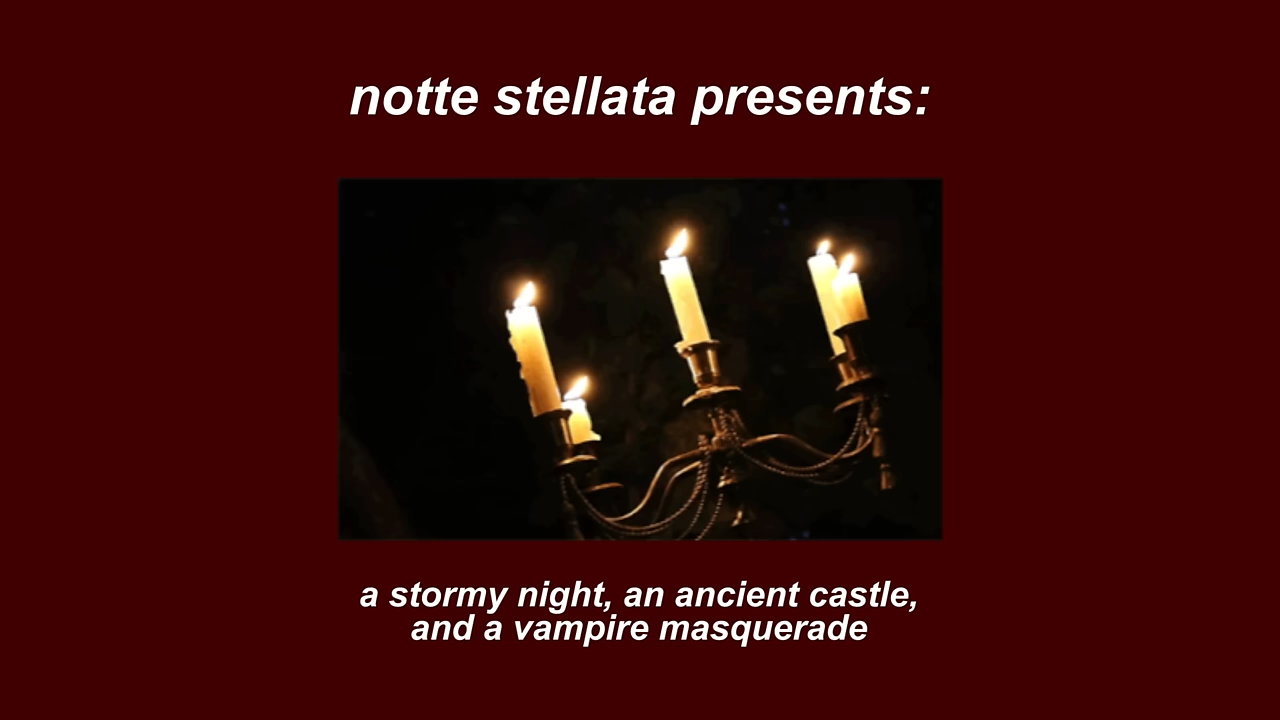 notte stellata presents:
a stormy night, an ancient castle,
and a vampire masquerade